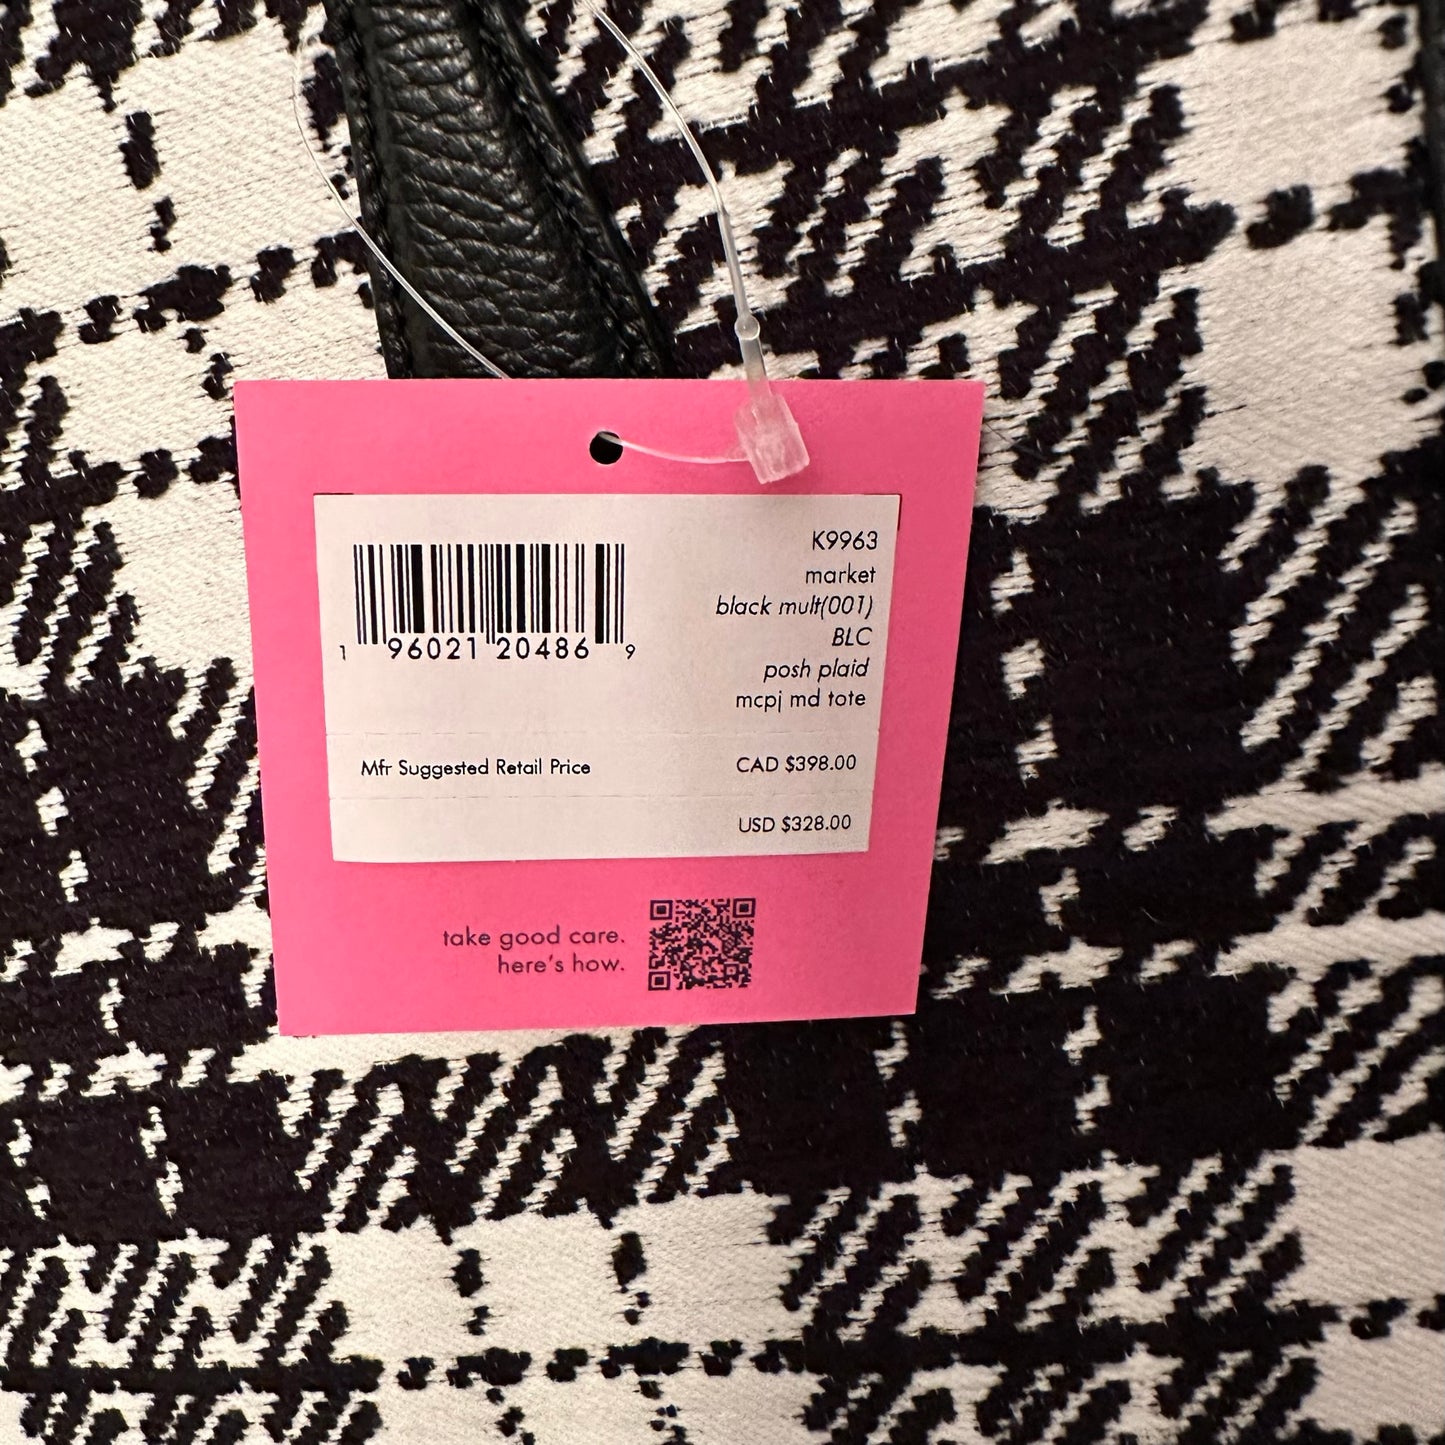 K9963
market
black mult(001)
BLC
posh plaid
mcpj md tote
1 96021 20486 9
Mfr Suggested Retail Price CAD $398.00
USD $328.00
take good care.
here's how.